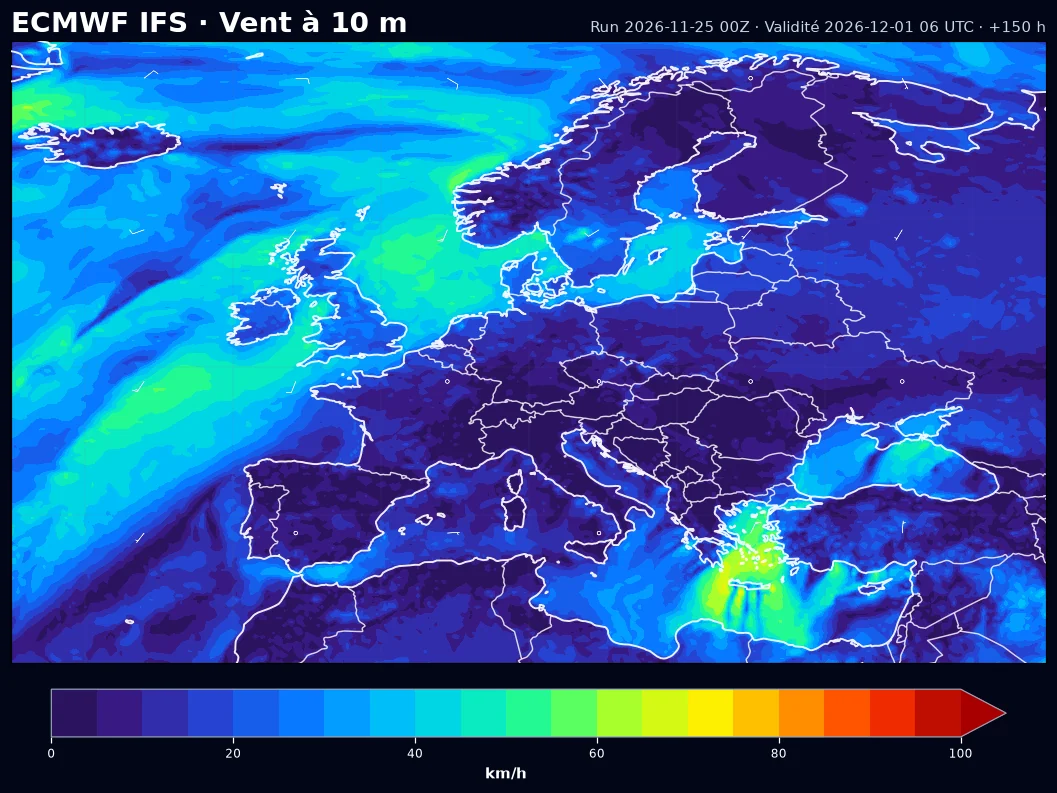 ECMWF IFS · Vent à 10 m
Run 2026-11-25 00Z · Validité 2026-12-01 06 UTC · +150 h
0 20 40 60 80 100
km/h